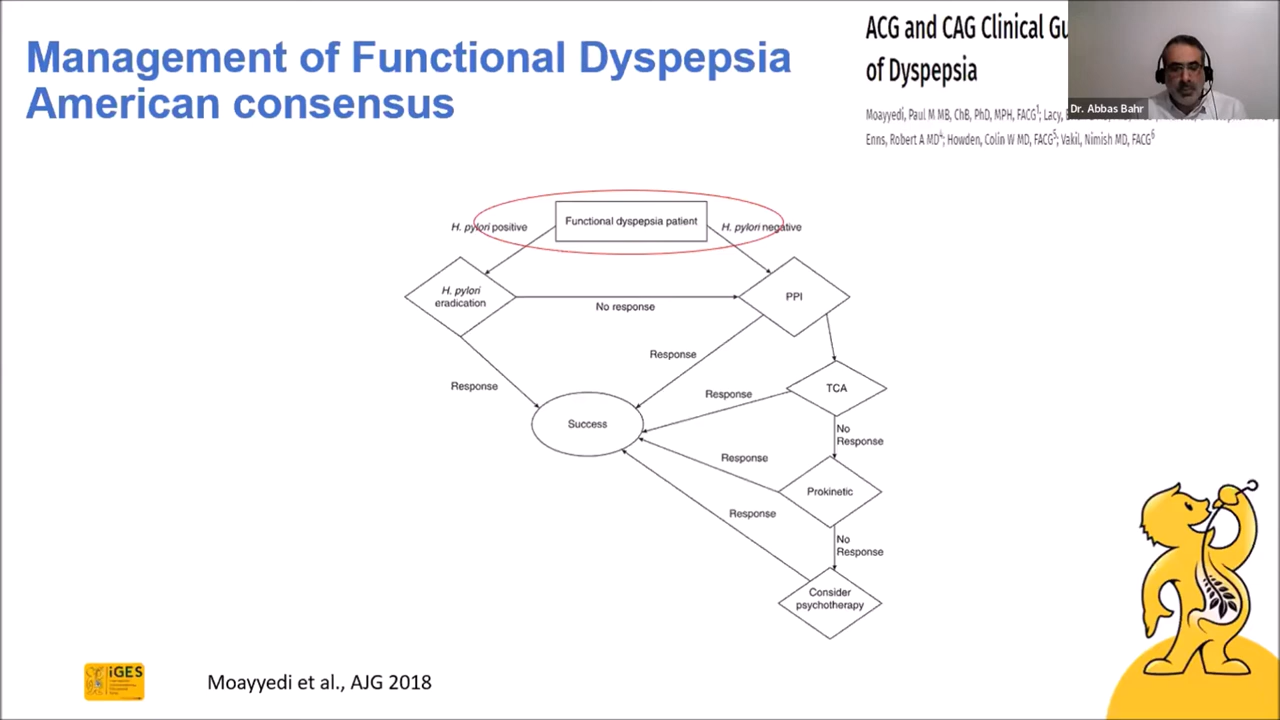 Management of Functional Dyspepsia
American consensus
ACG and CAG Clinical Gu
of Dyspepsia
Moayyedi, Paul M MB, ChB, PhD, MPH, FACG1; Lacy,
Enns, Robert A MD4; Howden, Colin W MD, FACG5; Vakil, Nimish MD, FACG6
Dr. Abbas Bahr
Functional dyspepsia patient
H. pylori positive
H. pylori negative
H. pylori
eradication
No response
PPI
Response
Response
TCA
Response
Success
No
Response
Response
Prokinetic
Response
No
Response
Consider
psychotherapy
iGES
Moayyedi et al., AJG 2018